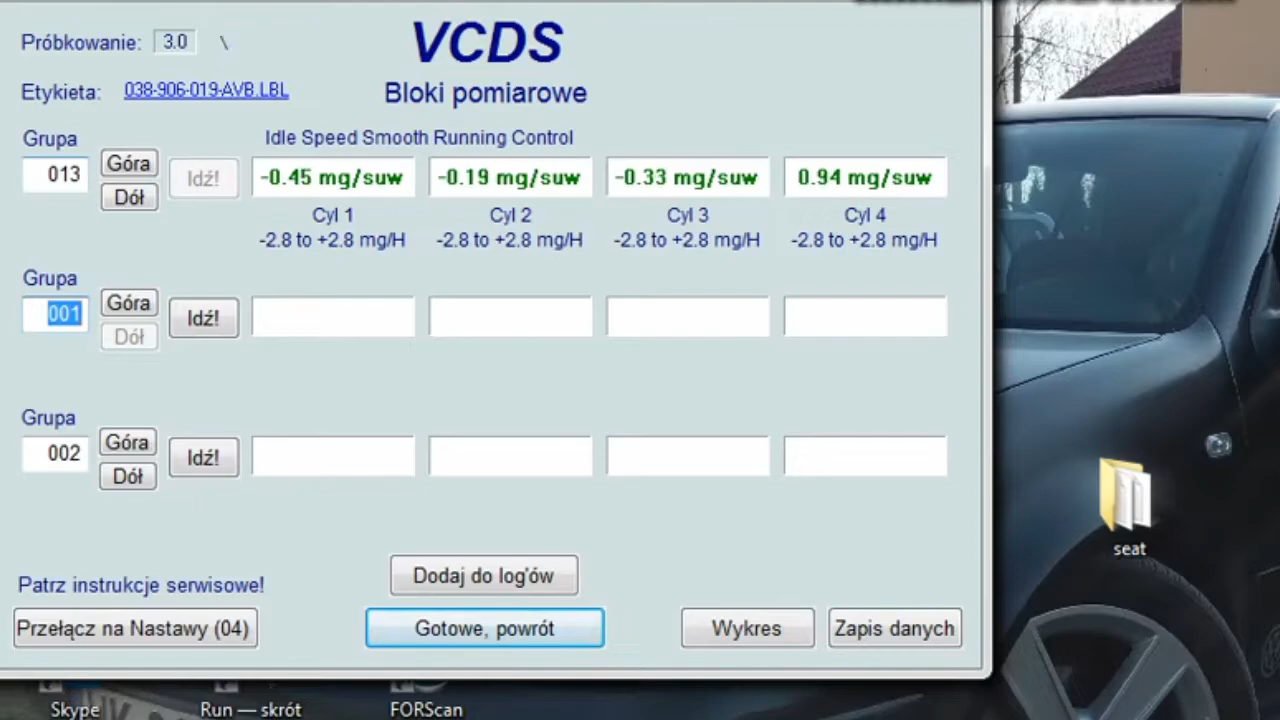 VCDS
Próbkowanie: 3.0 \
Etykieta: 038-906-019-AVB.LBL
Bloki pomiarowe
Grupa
Idle Speed Smooth Running Control
013
Góra
Dół
Idź!
-0.45 mg/suw -0.19 mg/suw -0.33 mg/suw 0.94 mg/suw
Cyl 1 Cyl 2 Cyl 3 Cyl 4
-2.8 to +2.8 mg/H -2.8 to +2.8 mg/H -2.8 to +2.8 mg/H -2.8 to +2.8 mg/H
Grupa
001
Góra
Dół
Idź!
Grupa
002
Góra
Dół
Idź!
Patrz instrukcje serwisowe!
Dodaj do log'ów
Przełącz na Nastawy (04)
Gotowe, powrót
Wykres
Zapis danych
seat
Skype
Run — skrót
FORScan